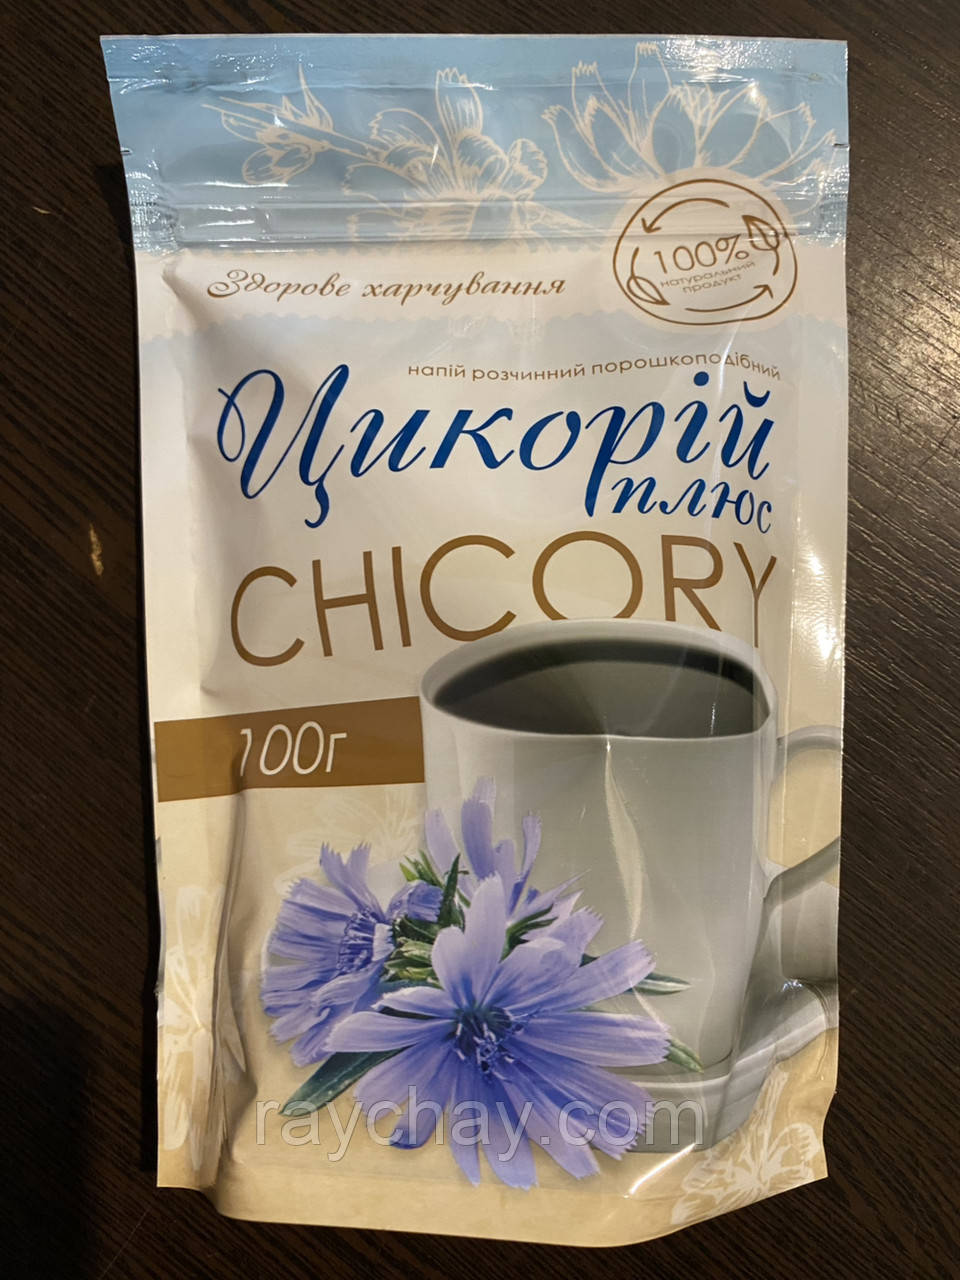 100%
натуральний
продукт
Здорове харчування
напій розчинний порошкоподібний
Цикорій
плюс
CHICORY
100г
raychay.com